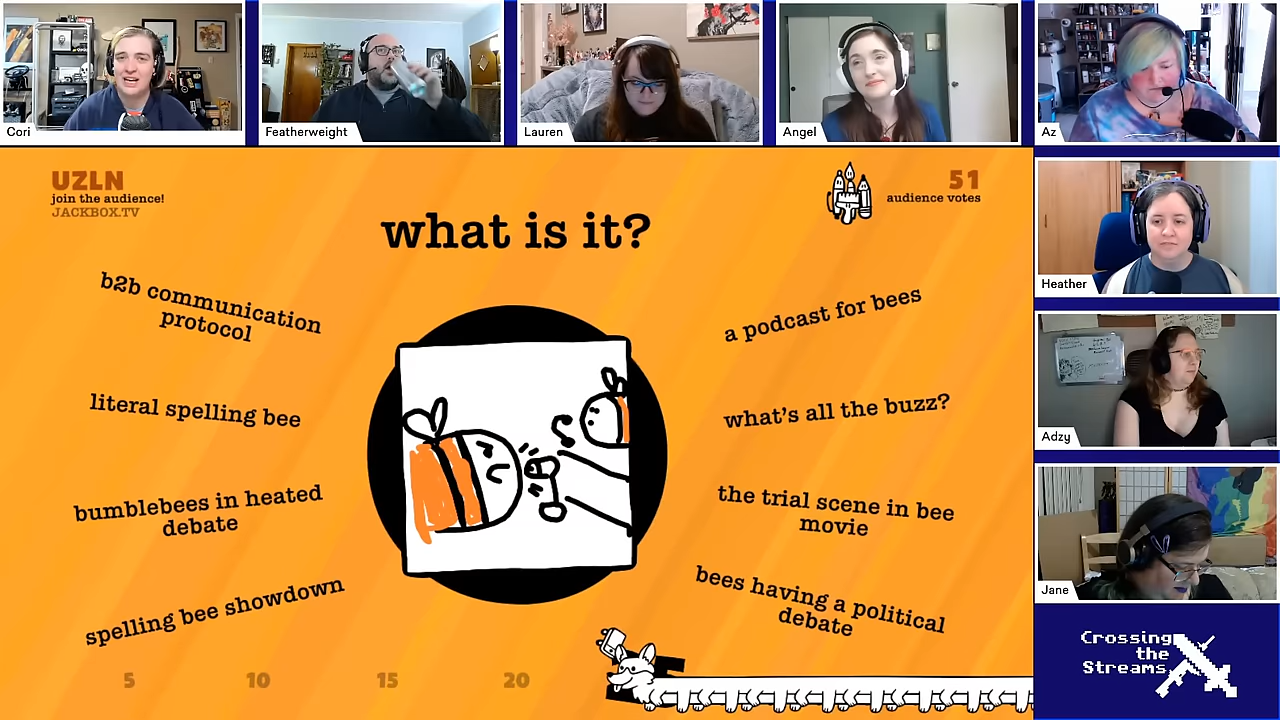 Cori
Featherweight
Lauren
Angel
Az
UZLN
join the audience!
JACKBOX.TV
51
audience votes
what is it?
b2b communication
protocol
literal spelling bee
bumblebees in heated
debate
spelling bee showdown
a podcast for bees
what's all the buzz?
the trial scene in bee
movie
bees having a political
debate
5
10
15
20
Heather
Adzy
Jane
Crossing
the
Streams